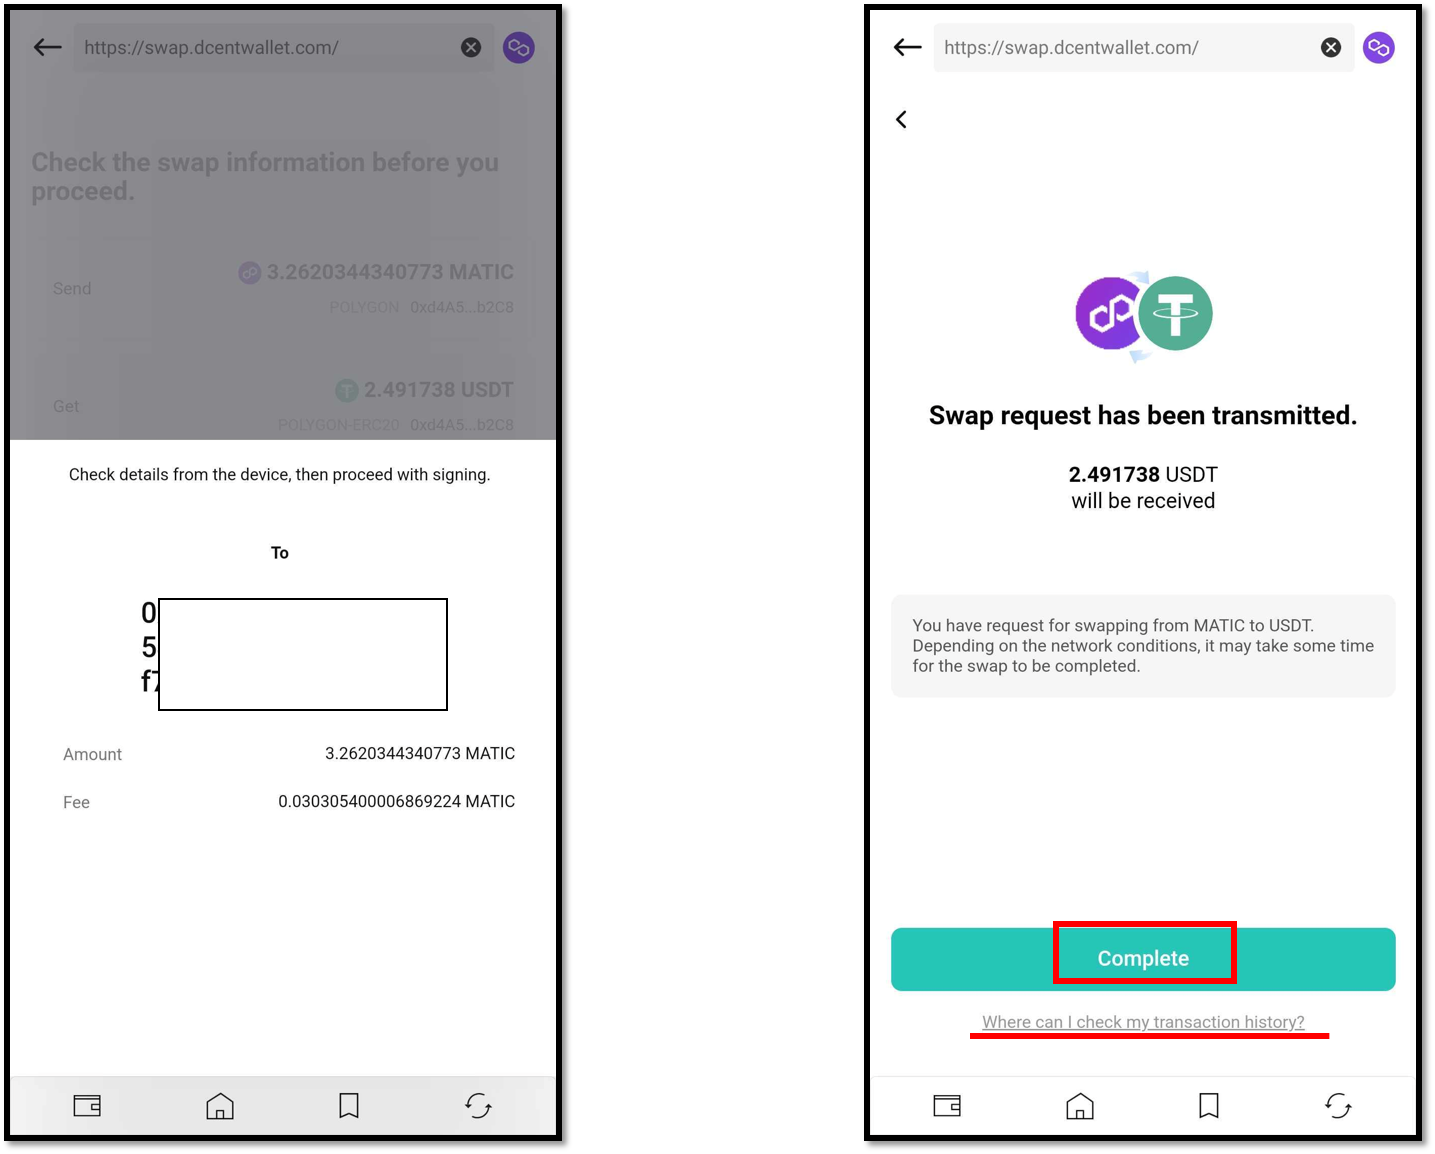 https://swap.dcentwallet.com/
Check the swap information before you
proceed.
Send
3.2620344340773 MATIC
POLYGON 0xd4A5...b2C8
Get
2.491738 USDT
POLYGON-ERC20 0xd4A5...b2C8
Check details from the device, then proceed with signing.
To
0
5
f7
Amount
3.2620344340773 MATIC
Fee
0.030305400006869224 MATIC
https://swap.dcentwallet.com/
Swap request has been transmitted.
2.491738 USDT
will be received
You have request for swapping from MATIC to USDT.
Depending on the network conditions, it may take some time
for the swap to be completed.
Complete
Where can I check my transaction history?